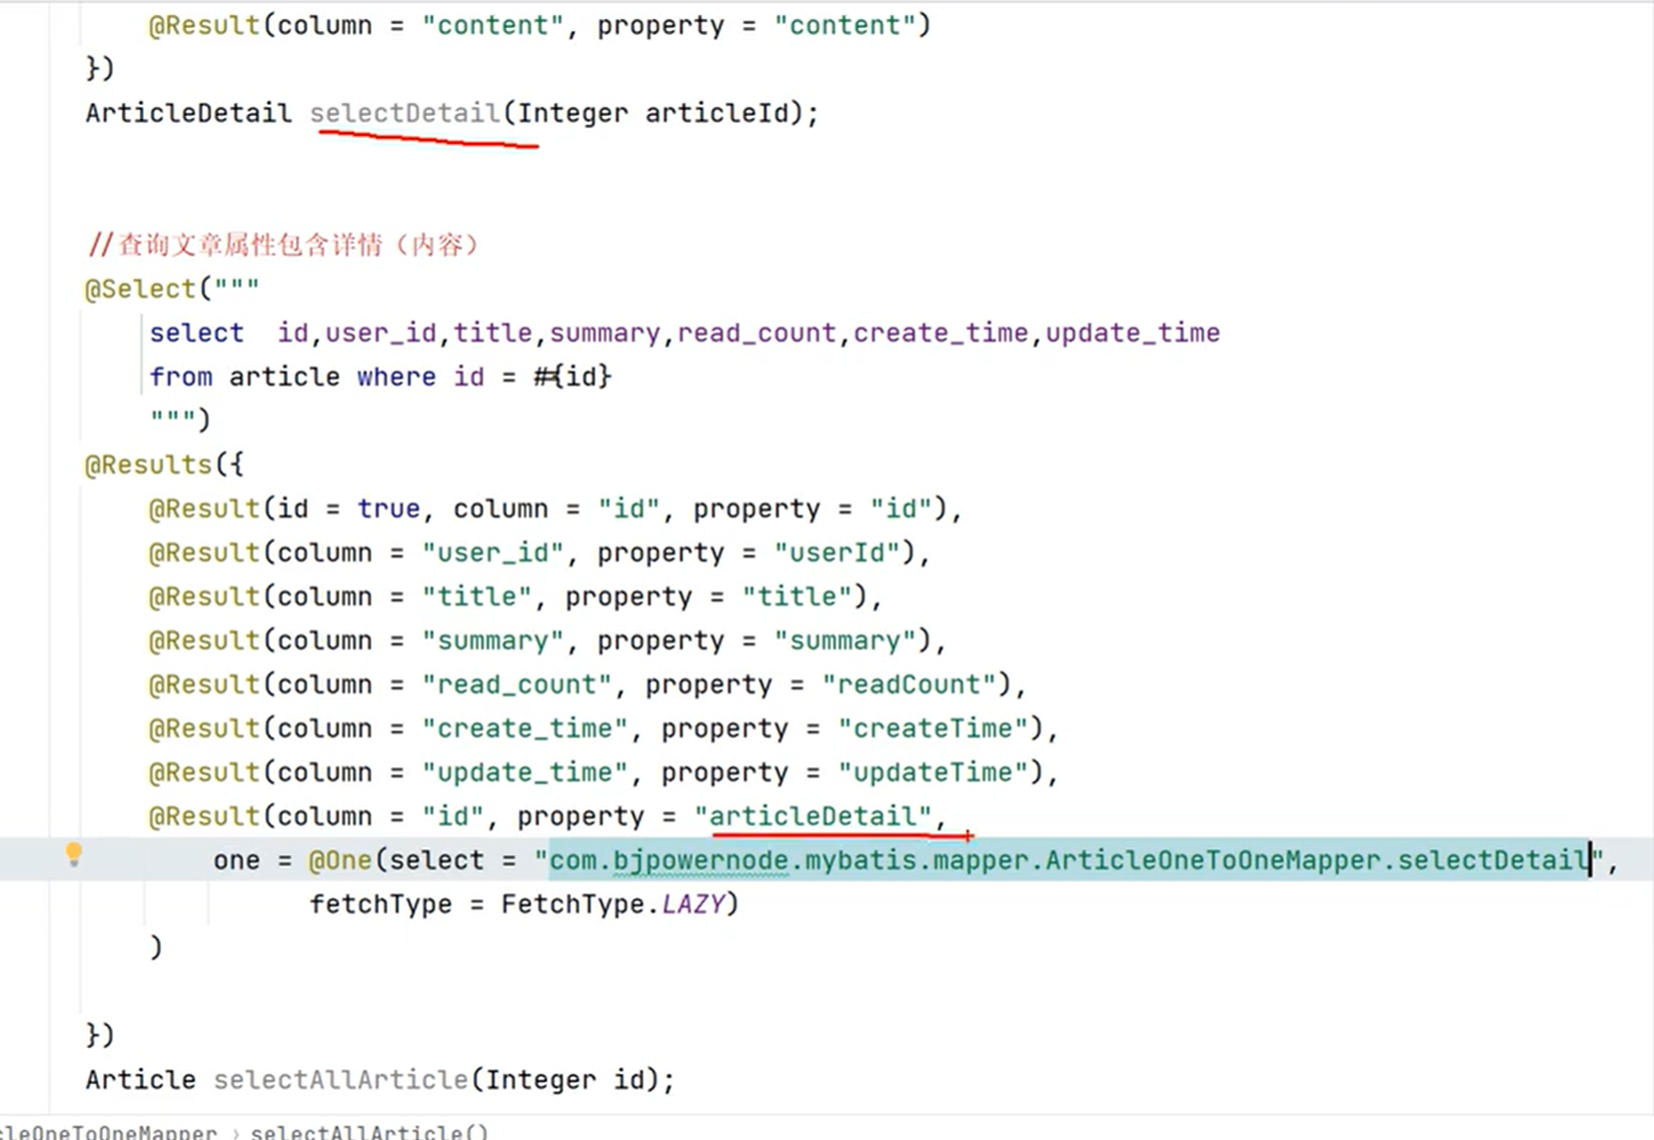 @Result(column = "content", property = "content")
})
ArticleDetail selectDetail(Integer articleId);
//查询文章属性包含详情（内容）
@Select("""
select  id,user_id,title,summary,read_count,create_time,update_time
from article where id = #{id}
""")
@Results({
@Result(id = true, column = "id", property = "id"),
@Result(column = "user_id", property = "userId"),
@Result(column = "title", property = "title"),
@Result(column = "summary", property = "summary"),
@Result(column = "read_count", property = "readCount"),
@Result(column = "create_time", property = "createTime"),
@Result(column = "update_time", property = "updateTime"),
@Result(column = "id", property = "articleDetail",
one = @One(select = "com.bjpowernode.mybatis.mapper.ArticleOneToOneMapper.selectDetail",
fetchType = FetchType.LAZY)
)
})
Article selectAllArticle(Integer id);
cleOneToOneMapper › selectAllArticle()